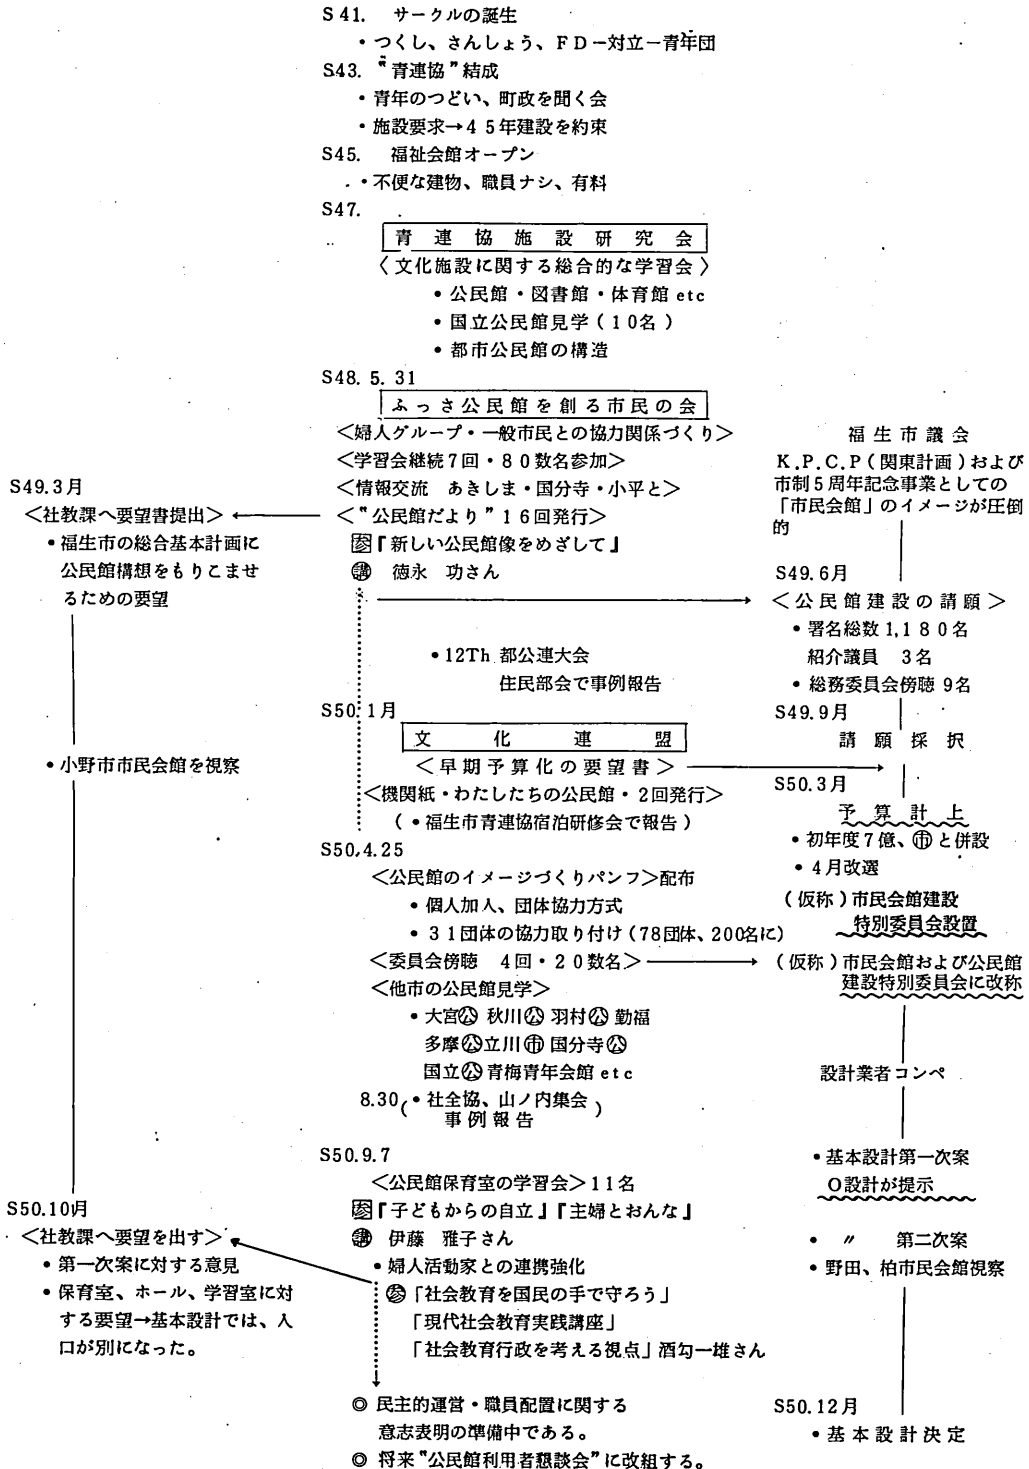 S41. サークルの誕生
・つくし、さんしょう、FDー対立ー青年団
S43. “青連協”結成
・青年のつどい、町政を聞く会
・施設要求→45年建設を約束
S45. 福祉会館オープン
・不便な建物、職員ナシ、有料
S47.
青連協施設研究会
〈文化施設に関する総合的な学習会〉
・公民館・図書館・体育館 etc
・国立公民館見学(10名)
・都市公民館の構造
S48.5.31
ふっさ公民館を創る市民の会
<婦人グループ・一般市民との協力関係づくり>
<学習会継続7回・80数名参加>
<情報交流 あきしま・国分寺・小平と>
<“公民館だより”16回発行>
参『新しい公民館像をめざして』
講 徳永 功さん
・12Th 都公連大会
住民部会で事例報告
S50.1月
文化連盟
<早期予算化の要望書>
<機関紙・わたしたちの公民館・2回発行>
(・福生市青連協宿泊研修会で報告)
S50.4.25
<公民館のイメージづくりパンフ>配布
・個人加入、団体協力方式
・31団体の協力取り付け(78団体、200名に)
<委員会傍聴 4回・20数名>
<他市の公民館見学>
・大宮公 秋川公 羽村公 勤福
多摩公立川市 国分寺公
国立公青梅青年会館 etc
8.30(・社全協、山ノ内集会
事例報告)
S50.9.7
<公民館保育室の学習会>11名
参『子どもからの自立』『主婦とおんな』
講 伊藤 雅子さん
・婦人活動家との連携強化
参「社会教育を国民の手で守ろう」
「現代社会教育実践講座」
「社会教育行政を考える視点」酒匂一雄さん
◎ 民主的運営・職員配置に関する
意志表明の準備中である。
◎ 将来“公民館利用者懇談会”に改組する。
S49.3月
<社教課へ要望書提出>
・福生市の総合基本計画に
公民館構想をもりこませ
るための要望
・小野市市民会館を視察
S50.10月
<社教課へ要望を出す>
・第一次案に対する意見
・保育室、ホール、学習室に対
する要望→基本設計では、入
口が別になった。
福生市議会
K.P.C.P(関東計画)および
市制5周年記念事業としての
「市民会館」のイメージが圧倒
的
S49.6月
<公民館建設の請願>
・署名総数1,180名
紹介議員 3名
・総務委員会傍聴 9名
S49.9月
請願採択
S50.3月
予算計上
・初年度7億、市と併設
・4月改選
(仮称)市民会館建設
特別委員会設置
(仮称)市民会館および公民館
建設特別委員会に改称
設計業者コンペ
・基本設計第一次案
O設計が提示
・〃 第二次案
・野田、柏市民会館視察
S50.12月
・基本設計決定